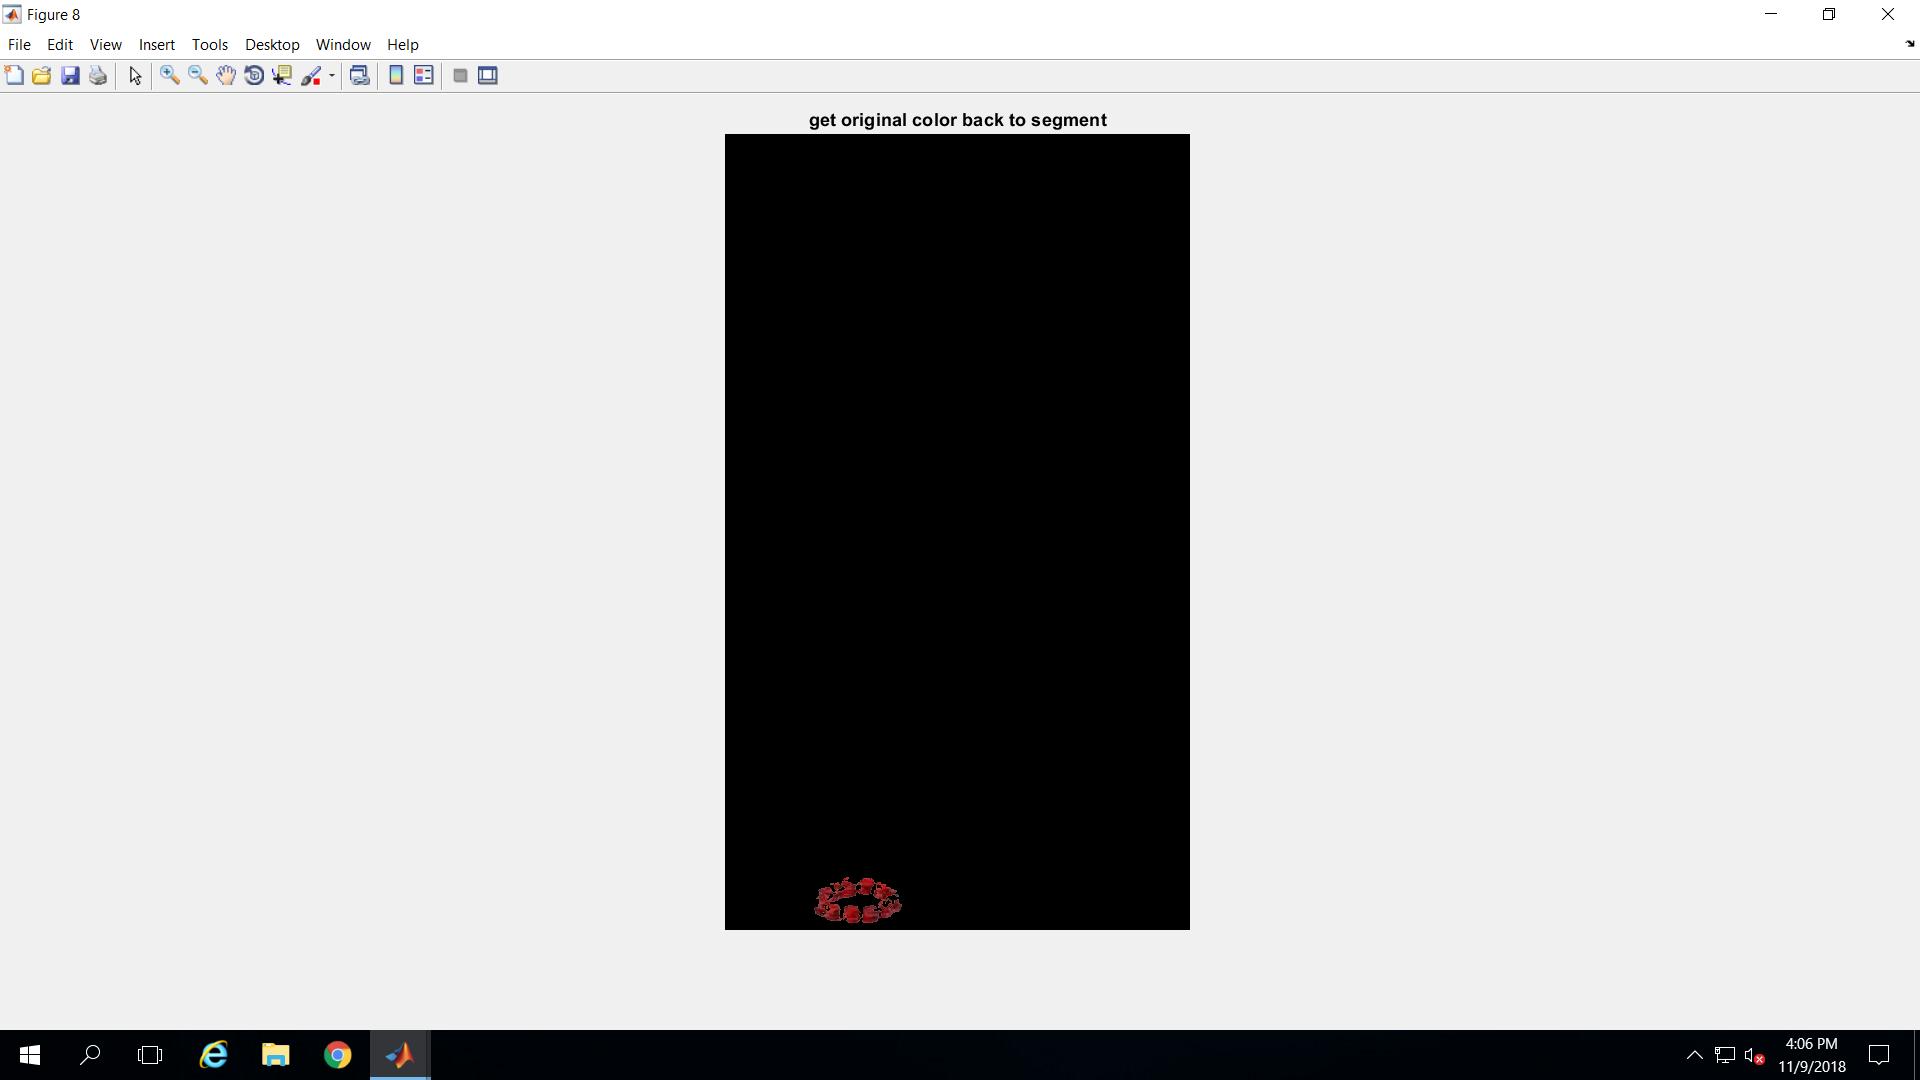 Figure 8
File Edit View Insert Tools Desktop Window Help
get original color back to segment
4:06 PM
11/9/2018